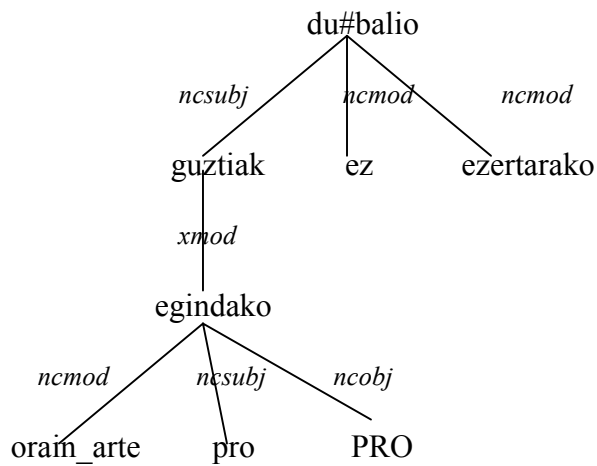 du#balio
ncsubj ncmod ncmod
guztiak ez ezertarako
xmod
egindako
ncmod ncsubj ncobj
orain_arte pro PRO